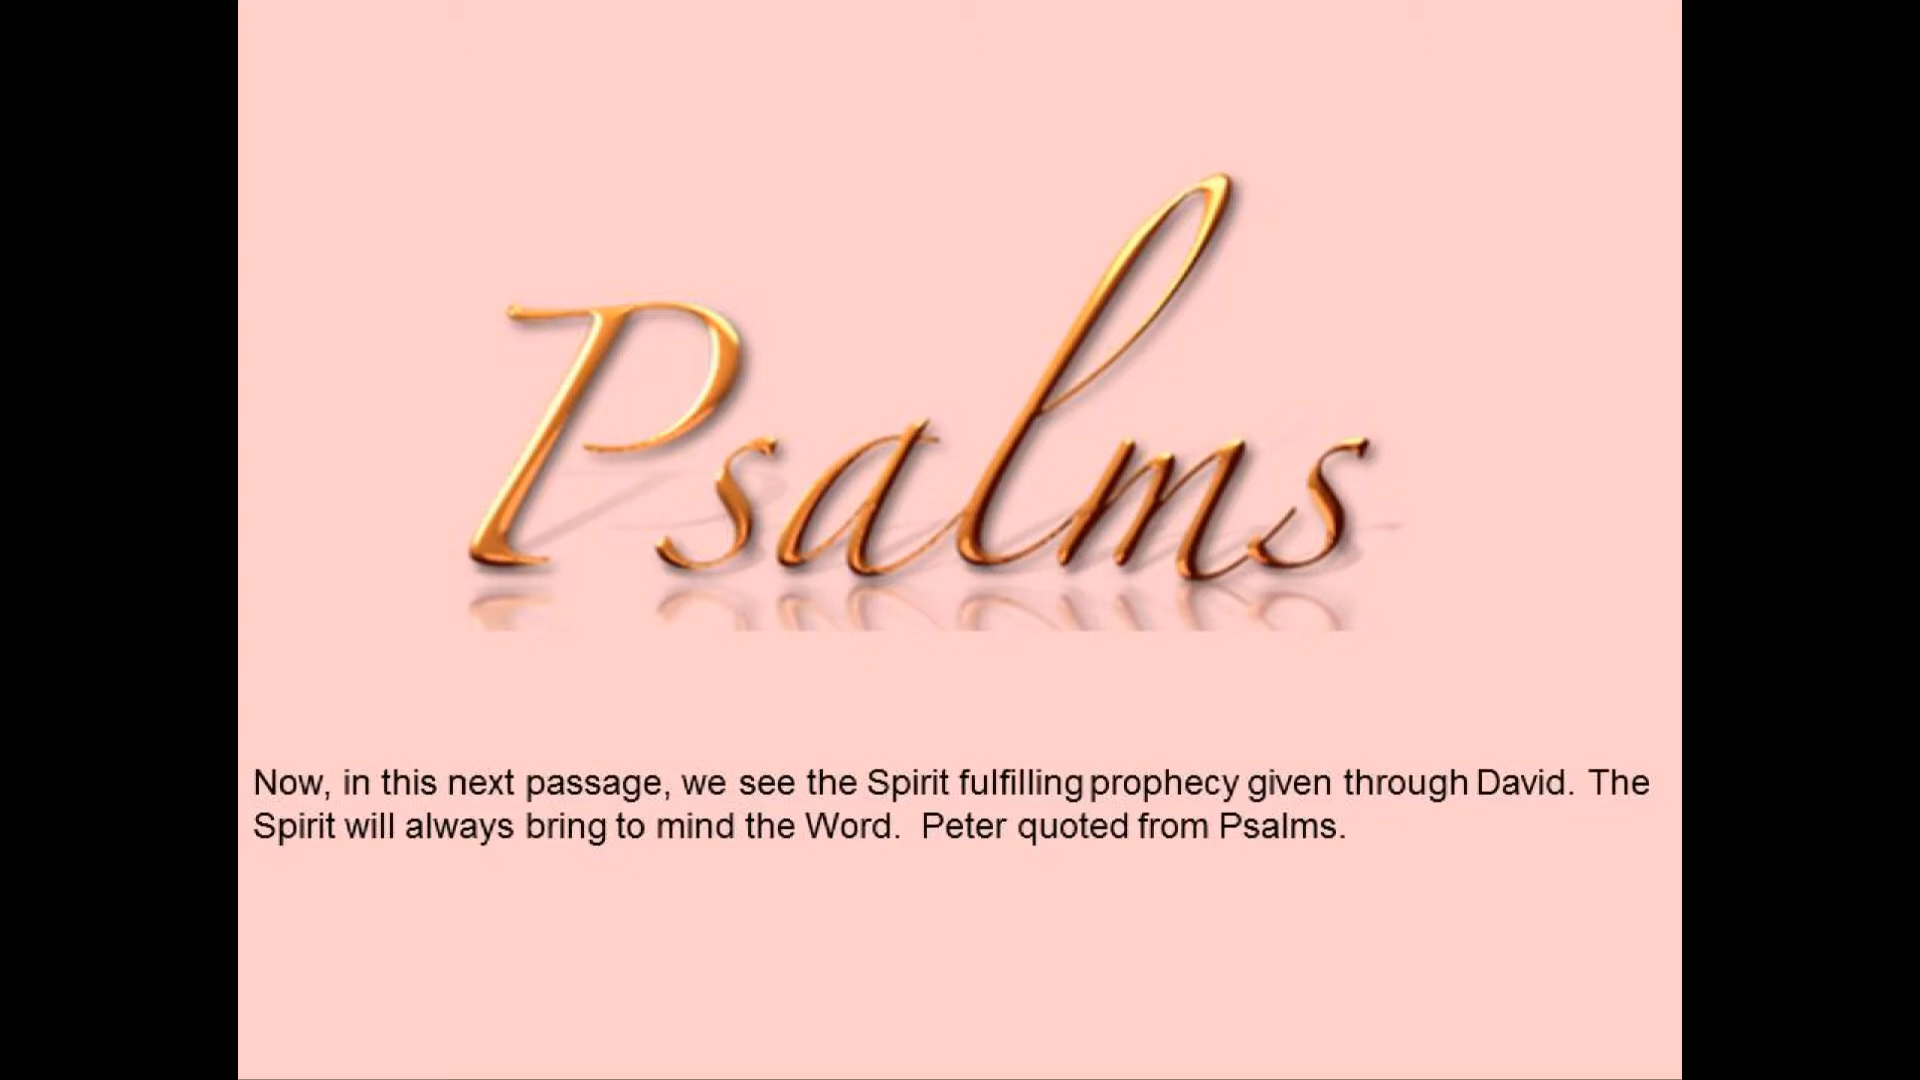 Psalms
Now, in this next passage, we see the Spirit fulfilling prophecy given through David. The
Spirit will always bring to mind the Word. Peter quoted from Psalms.